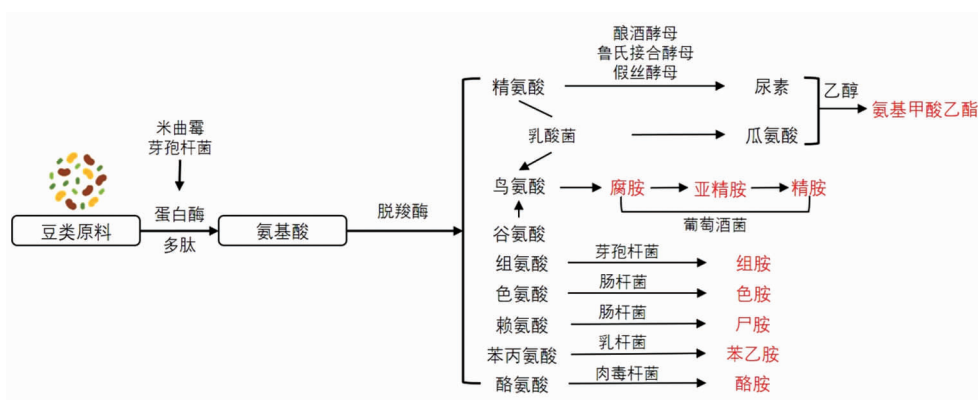 米曲霉
芽孢杆菌
豆类原料
蛋白酶
多肽
氨基酸
脱羧酶
精氨酸
酿酒酵母
鲁氏接合酵母
假丝酵母
尿素
乙醇
氨基甲酸乙酯
乳酸菌
瓜氨酸
鸟氨酸
腐胺
亚精胺
精胺
葡萄酒菌
谷氨酸
组氨酸
芽孢杆菌
组胺
色氨酸
肠杆菌
色胺
赖氨酸
肠杆菌
尸胺
苯丙氨酸
乳杆菌
苯乙胺
酪氨酸
肉毒杆菌
酪胺